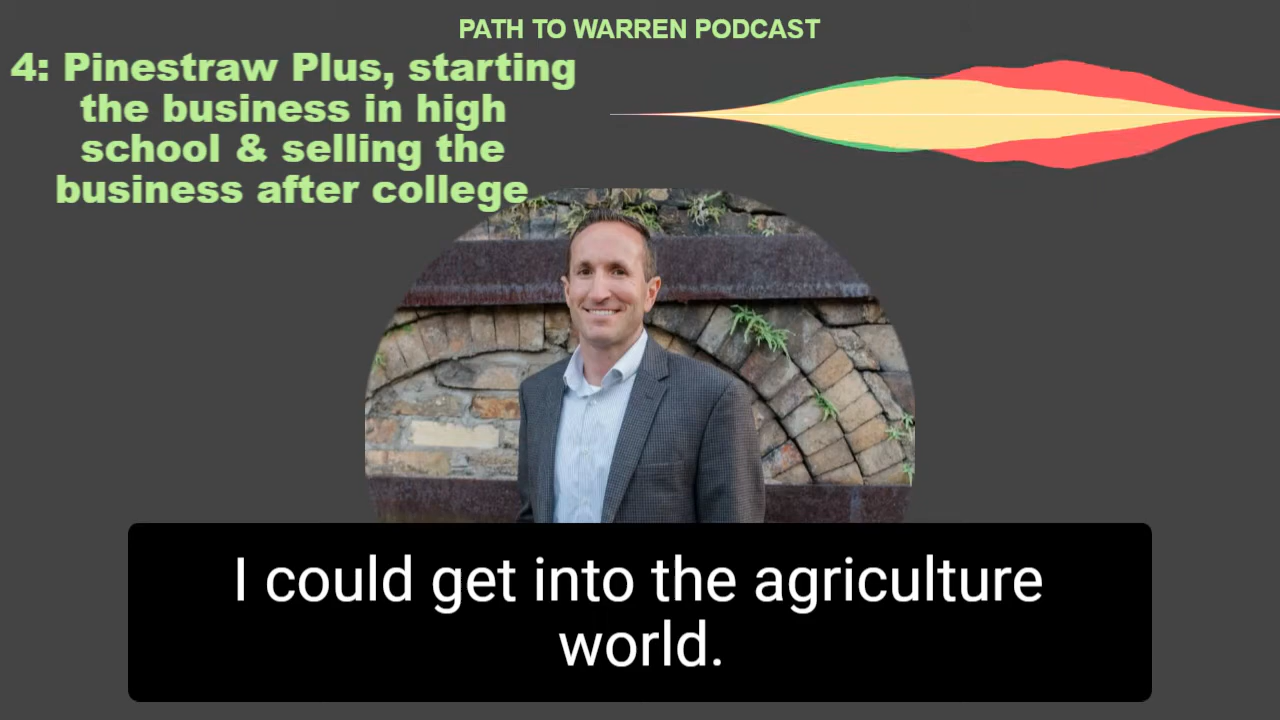 PATH TO WARREN PODCAST
4: Pinestraw Plus, starting
the business in high
school & selling the
business after college
I could get into the agriculture
world.